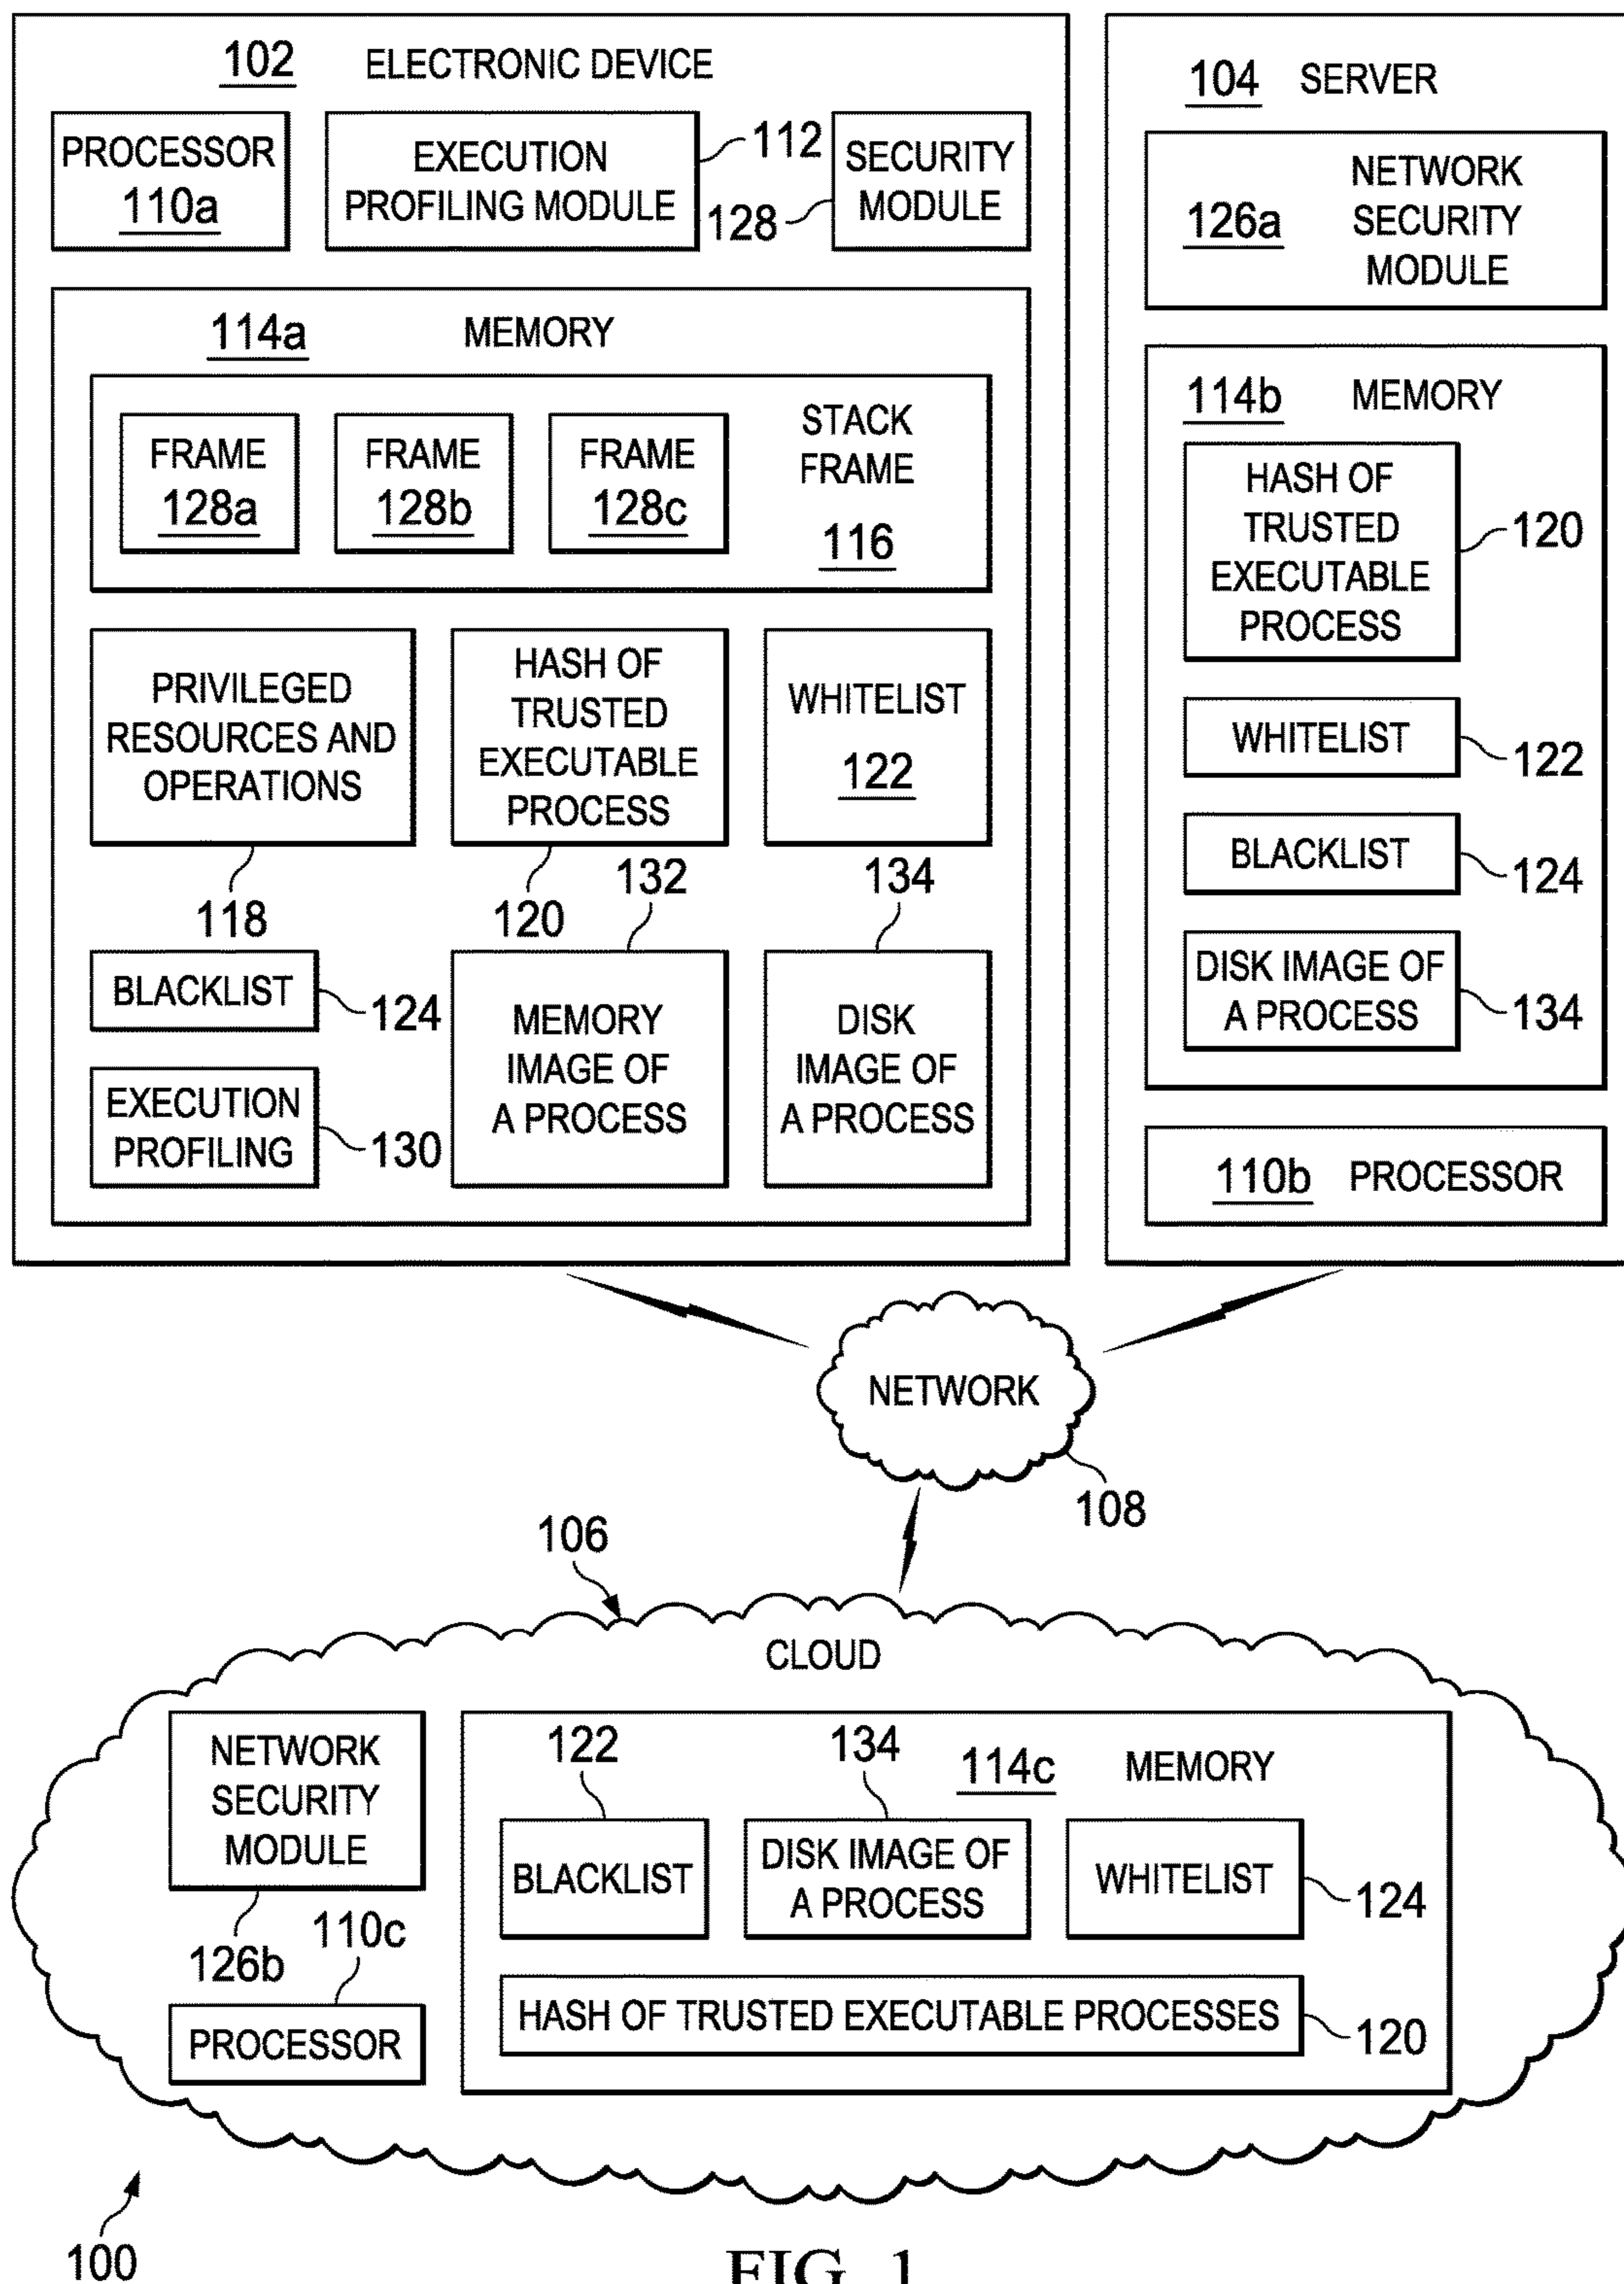 102 ELECTRONIC DEVICE
PROCESSOR
110a
EXECUTION
PROFILING MODULE
112
SECURITY
MODULE
128
114a MEMORY
FRAME
128a
FRAME
128b
FRAME
128c
STACK
FRAME
116
PRIVILEGED
RESOURCES AND
OPERATIONS
118
HASH OF
TRUSTED
EXECUTABLE
PROCESS
120
WHITELIST
122
BLACKLIST
124
EXECUTION
PROFILING
130
132
MEMORY
IMAGE OF
A PROCESS
134
DISK
IMAGE OF
A PROCESS
104 SERVER
126a
NETWORK
SECURITY
MODULE
114b MEMORY
HASH OF
TRUSTED
EXECUTABLE
PROCESS
120
WHITELIST
122
BLACKLIST
124
DISK IMAGE OF
A PROCESS
134
110b PROCESSOR
NETWORK
108
106
CLOUD
NETWORK
SECURITY
MODULE
126b
110c
PROCESSOR
114c MEMORY
122
BLACKLIST
134
DISK IMAGE OF
A PROCESS
WHITELIST
124
HASH OF TRUSTED EXECUTABLE PROCESSES
120
100
FIG. 1